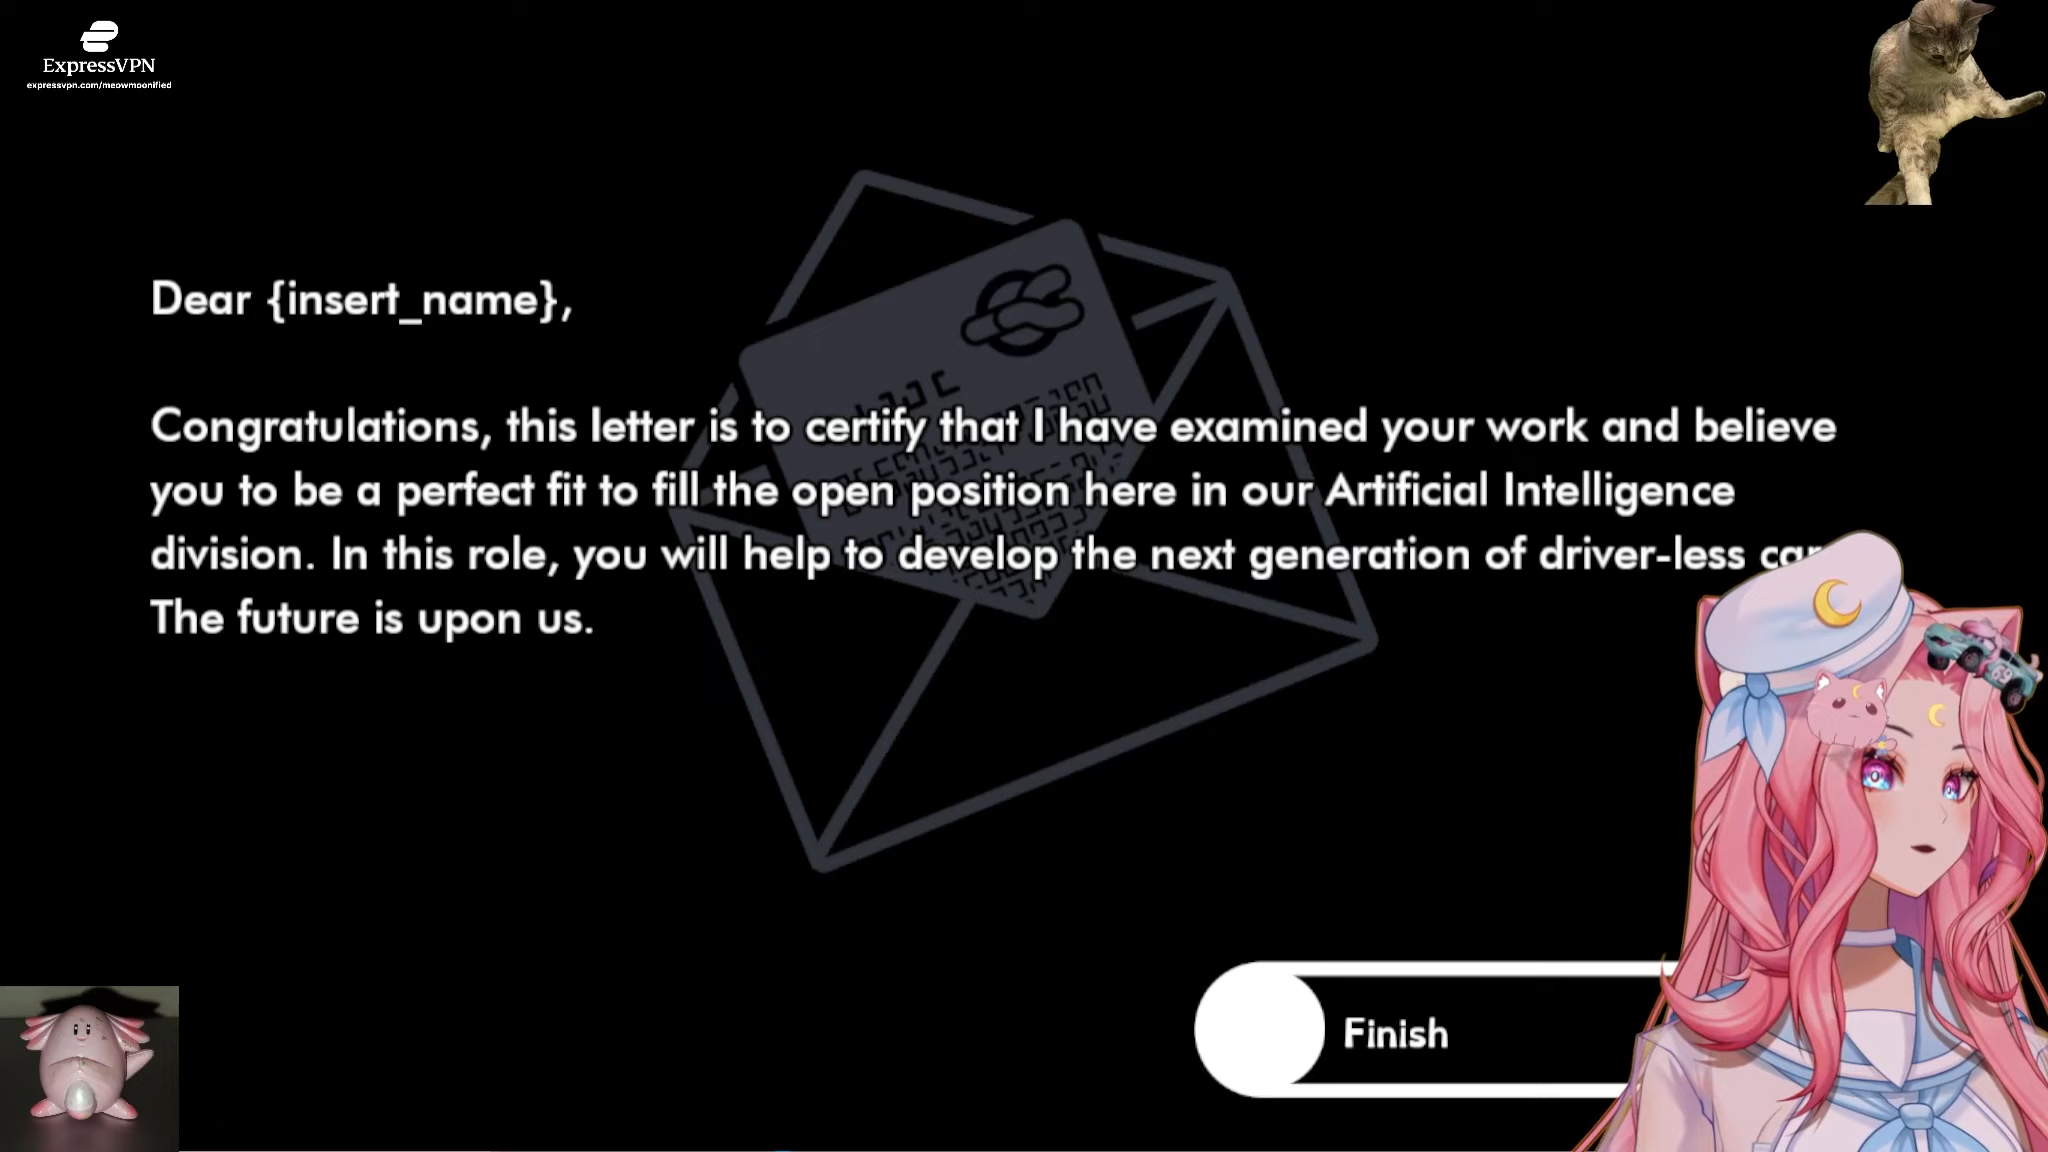 ExpressVPN
expressvpn.com/meowmoonified
Dear {insert_name},
Congratulations, this letter is to certify that I have examined your work and believe
you to be a perfect fit to fill the open position here in our Artificial Intelligence
division. In this role, you will help to develop the next generation of driver-less
The future is upon us.
69
Finish